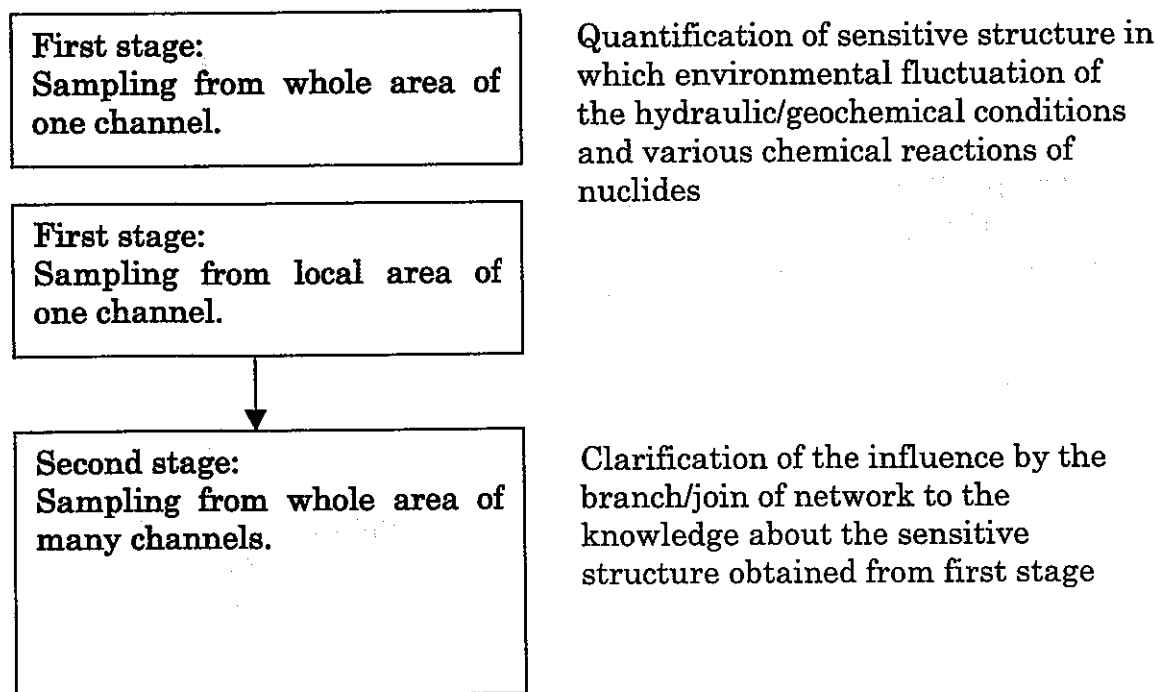 First stage:
Sampling from whole area of
one channel.
Quantification of sensitive structure in
which environmental fluctuation of
the hydraulic/geochemical conditions
and various chemical reactions of
nuclides
First stage:
Sampling from local area of
one channel.
Second stage:
Sampling from whole area of
many channels.
Clarification of the influence by the
branch/join of network to the
knowledge about the sensitive
structure obtained from first stage